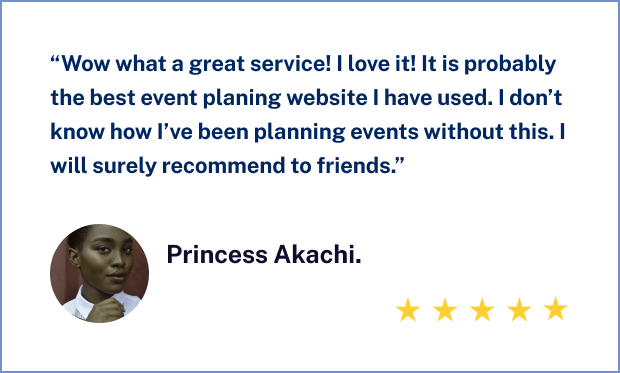 “Wow what a great service! I love it! It is probably
the best event planing website I have used. I don’t
know how I’ve been planning events without this. I
will surely recommend to friends.”
Princess Akachi.